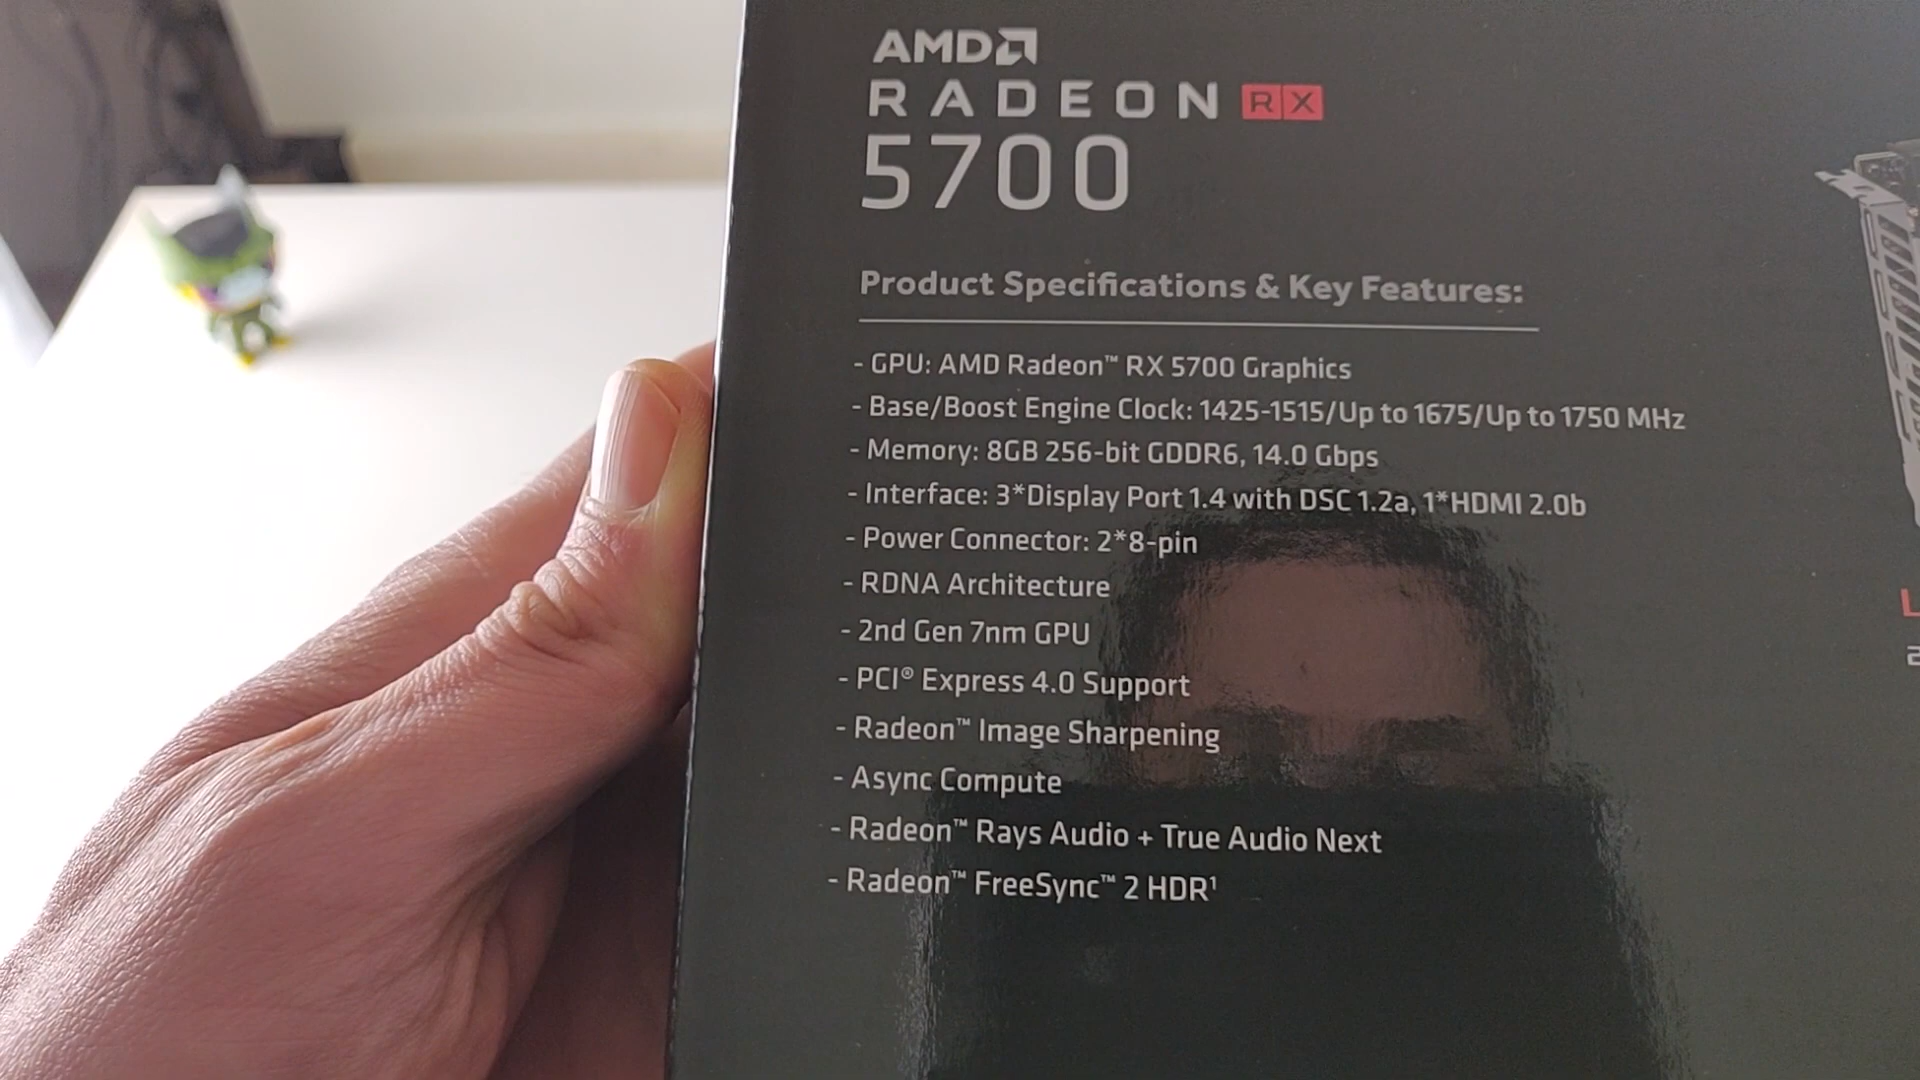 AMD
RADEON RX
5700
Product Specifications & Key Features:
- GPU: AMD Radeon™ RX 5700 Graphics
- Base/Boost Engine Clock: 1425-1515/Up to 1675/Up to 1750 MHz
- Memory: 8GB 256-bit GDDR6, 14.0 Gbps
- Interface: 3*Display Port 1.4 with DSC 1.2a, 1*HDMI 2.0b
- Power Connector: 2*8-pin
- RDNA Architecture
- 2nd Gen 7nm GPU
- PCI® Express 4.0 Support
- Radeon™ Image Sharpening
- Async Compute
- Radeon™ Rays Audio + True Audio Next
- Radeon™ FreeSync™ 2 HDR¹